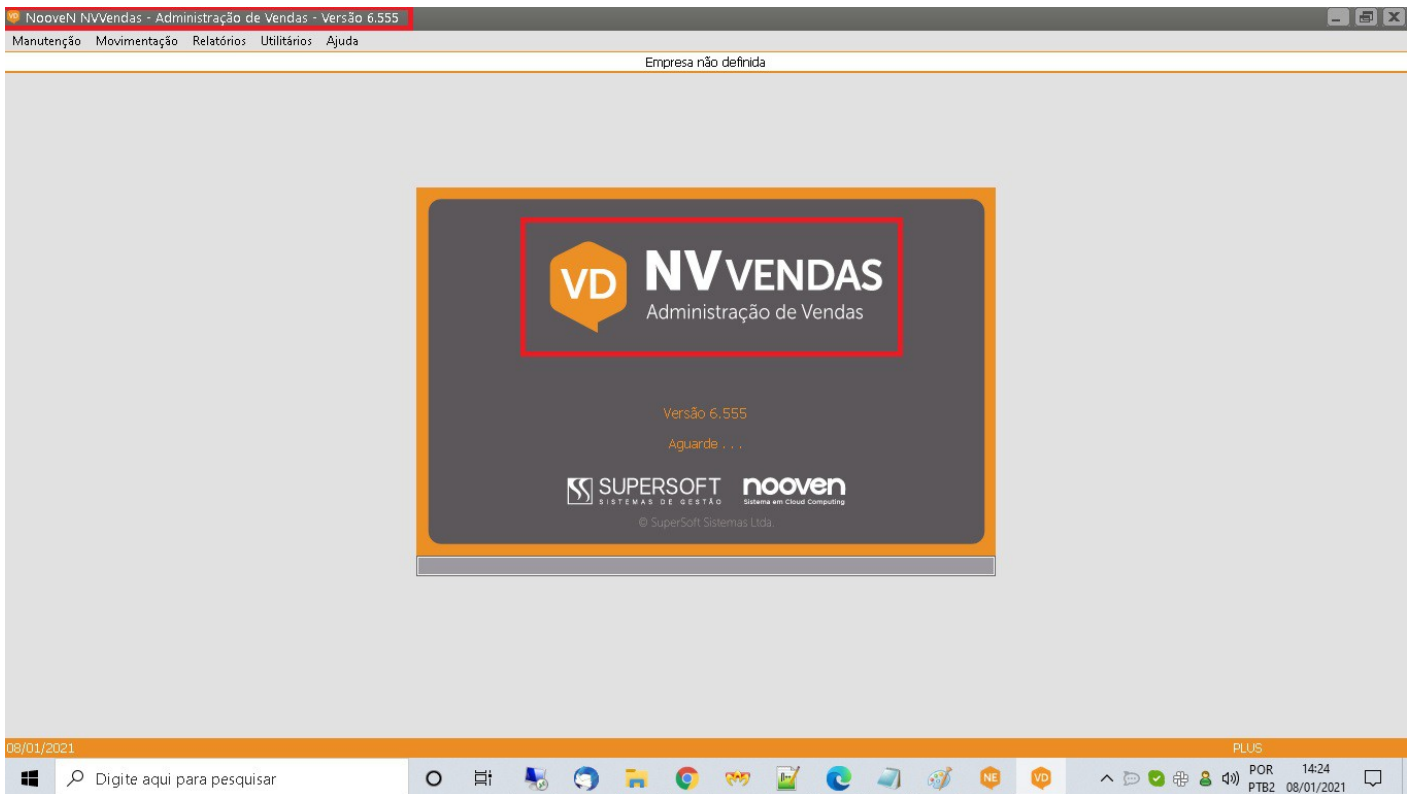 NooveN NVVendas - Administração de Vendas - Versão 6.555
Manutenção Movimentação Relatórios Utilitários Ajuda
Empresa não definida
VD
NVVENDAS
Administração de Vendas
Versão 6.555
Aguarde . . .
SUPERSOFT
SISTEMAS DE GESTÃO
nooven
Sistema em Cloud Computing
© SuperSoft Sistemas Ltda.
08/01/2021 PLUS
Digite aqui para pesquisar
NE
VD
POR
PTB2
14:24
08/01/2021